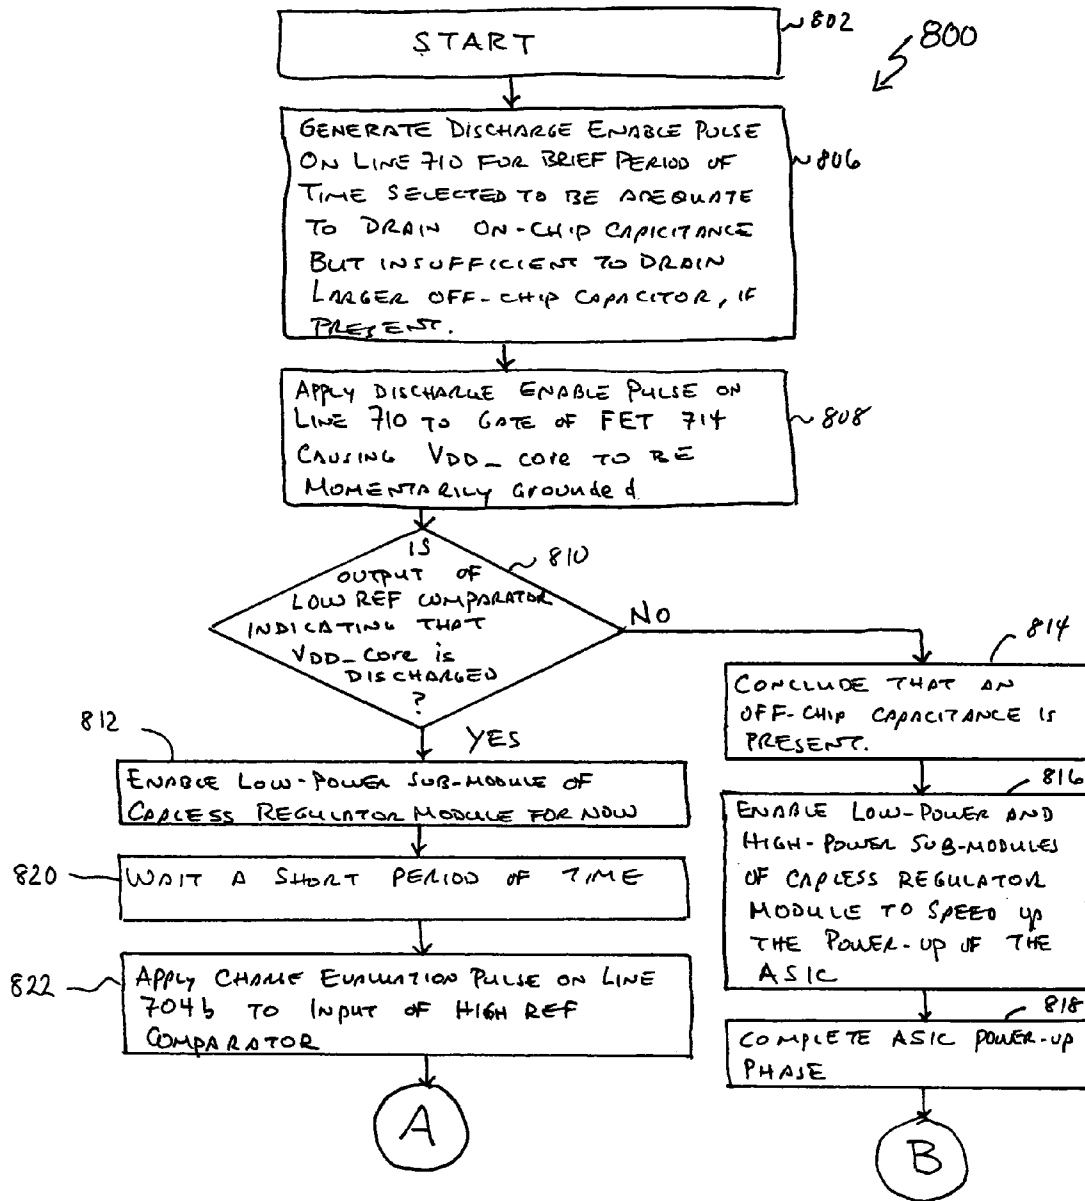 START
802
800
GENERATE DISCHARGE ENABLE PULSE
ON LINE 710 FOR BRIEF PERIOD OF
TIME SELECTED TO BE ADEQUATE
TO DRAIN ON-CHIP CAPICITANCE
BUT INSUFFICIENT TO DRAIN
LARGER OFF-CHIP CAPACITOR, IF
PRESENT.
806
APPLY DISCHARGE ENABLE PULSE ON
LINE 710 TO GATE OF FET 714
CAUSING VDD_core TO BE
MOMENTARILY Grounded
808
IS
OUTPUT OF
LOW REF COMPARATOR
INDICATING THAT
VDD_Core is
DISCHARGED
?
810
NO
YES
812
ENABLE LOW-POWER SUB-MODULE OF
CAPLESS REGULATOR MODULE FOR NOW
820
WAIT A SHORT PERIOD OF TIME
822
APPLY CHARGE EVALUATION PULSE ON LINE
704b TO INPUT OF HIGH REF
COMPARATOR
A
814
CONCLUDE THAT AN
OFF-CHIP CAPACITANCE IS
PRESENT.
816
ENABLE LOW-POWER AND
HIGH-POWER SUB-MODULES
OF CAPLESS REGULATOR
MODULE TO SPEED UP
THE POWER-UP OF THE
ASIC
818
COMPLETE ASIC POWER-UP
PHASE
B